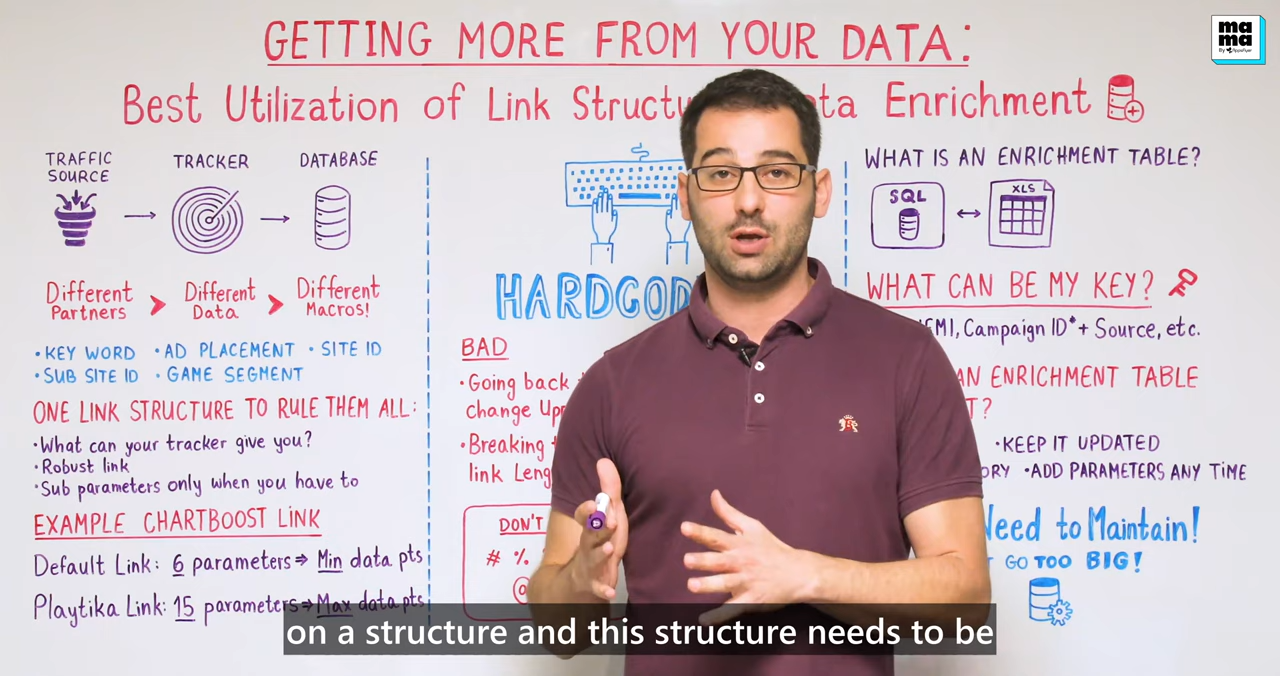 GETTING MORE FROM YOUR DATA:
Best Utilization of Link Structu ata Enrichment
ma
ma
By AppsFlyer
TRAFFIC
SOURCE
TRACKER
DATABASE
Different
Partners
Different
Data
Different
Macros!
• KEY WORD • AD PLACEMENT • SITE ID
• SUB SITE ID • GAME SEGMENT
ONE LINK STRUCTURE TO RULE THEM ALL:
• What can your tracker give you?
• Robust link
• Sub parameters only when you have to
EXAMPLE CHARTBOOST LINK
Default Link: 6 parameters ⇒ Min data pts
Playtika Link: 15 parameters ⇒ Max data pts
HARDCOD
BAD
• Going back
change Upp
• Breaking
link Leng
DON'T
# %
@
WHAT IS AN ENRICHMENT TABLE?
SQL
XLS
WHAT CAN BE MY KEY?
EMI, Campaign ID* + Source, etc.
AN ENRICHMENT TABLE
T?
• KEEP IT UPDATED
ORY • ADD PARAMETERS ANY TIME
Need to Maintain!
T GO TOO BIG!
on a structure and this structure needs to be